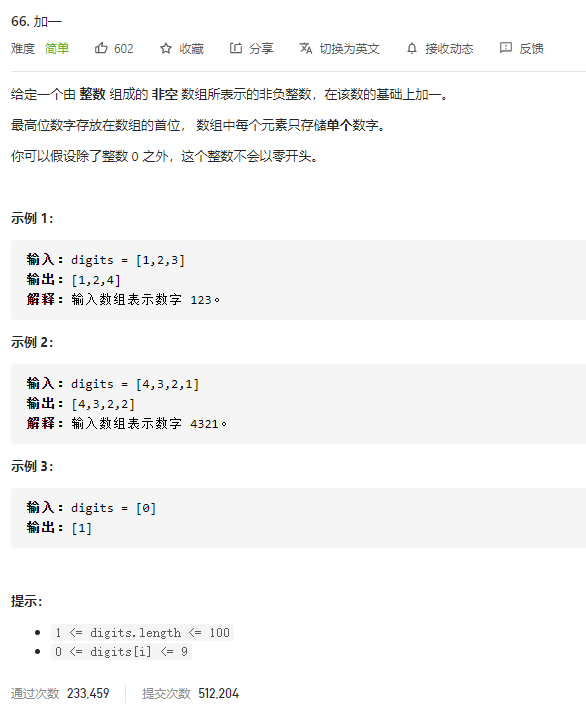 66. 加一
难度 简单 602 收藏 分享 切换为英文 接收动态 反馈
给定一个由 整数 组成的 非空 数组所表示的非负整数，在该数的基础上加一。
最高位数字存放在数组的首位， 数组中每个元素只存储单个数字。
你可以假设除了整数 0 之外，这个整数不会以零开头。
示例 1：
输入：digits = [1,2,3]
输出：[1,2,4]
解释：输入数组表示数字 123。
示例 2：
输入：digits = [4,3,2,1]
输出：[4,3,2,2]
解释：输入数组表示数字 4321。
示例 3：
输入：digits = [0]
输出：[1]
提示：
1 <= digits.length <= 100
0 <= digits[i] <= 9
通过次数 233,459 提交次数 512,204